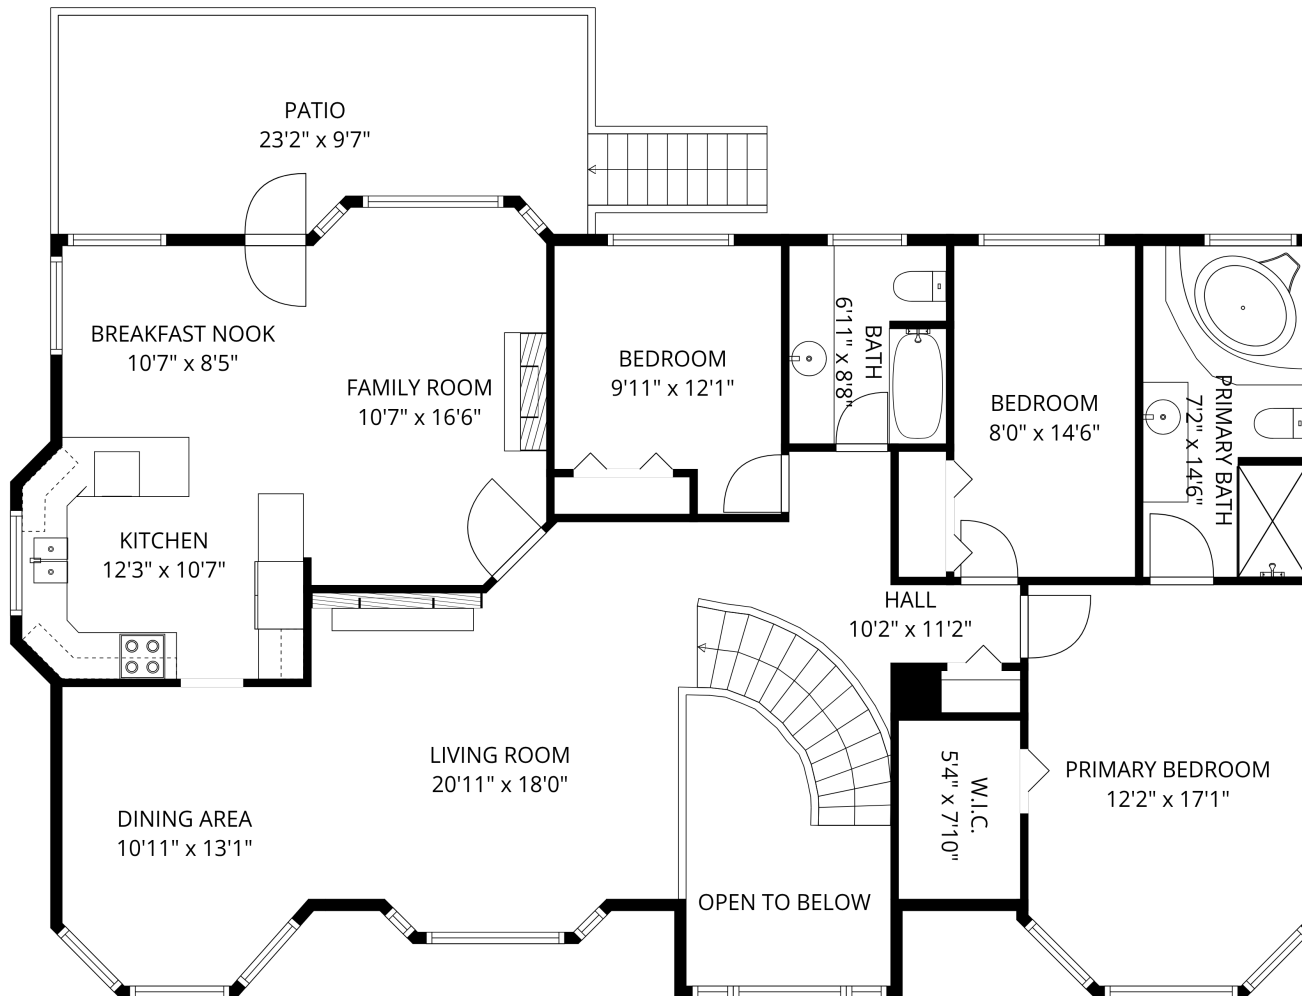 PATIO
23'2" x 9'7"
BREAKFAST NOOK
10'7" x 8'5"
FAMILY ROOM
10'7" x 16'6"
BEDROOM
9'11" x 12'1"
BATH
6'11" x 8'8"
BEDROOM
8'0" x 14'6"
PRIMARY BATH
7'2" x 14'6"
KITCHEN
12'3" x 10'7"
HALL
10'2" x 11'2"
LIVING ROOM
20'11" x 18'0"
W.I.C.
5'4" x 7'10"
PRIMARY BEDROOM
12'2" x 17'1"
DINING AREA
10'11" x 13'1"
OPEN TO BELOW